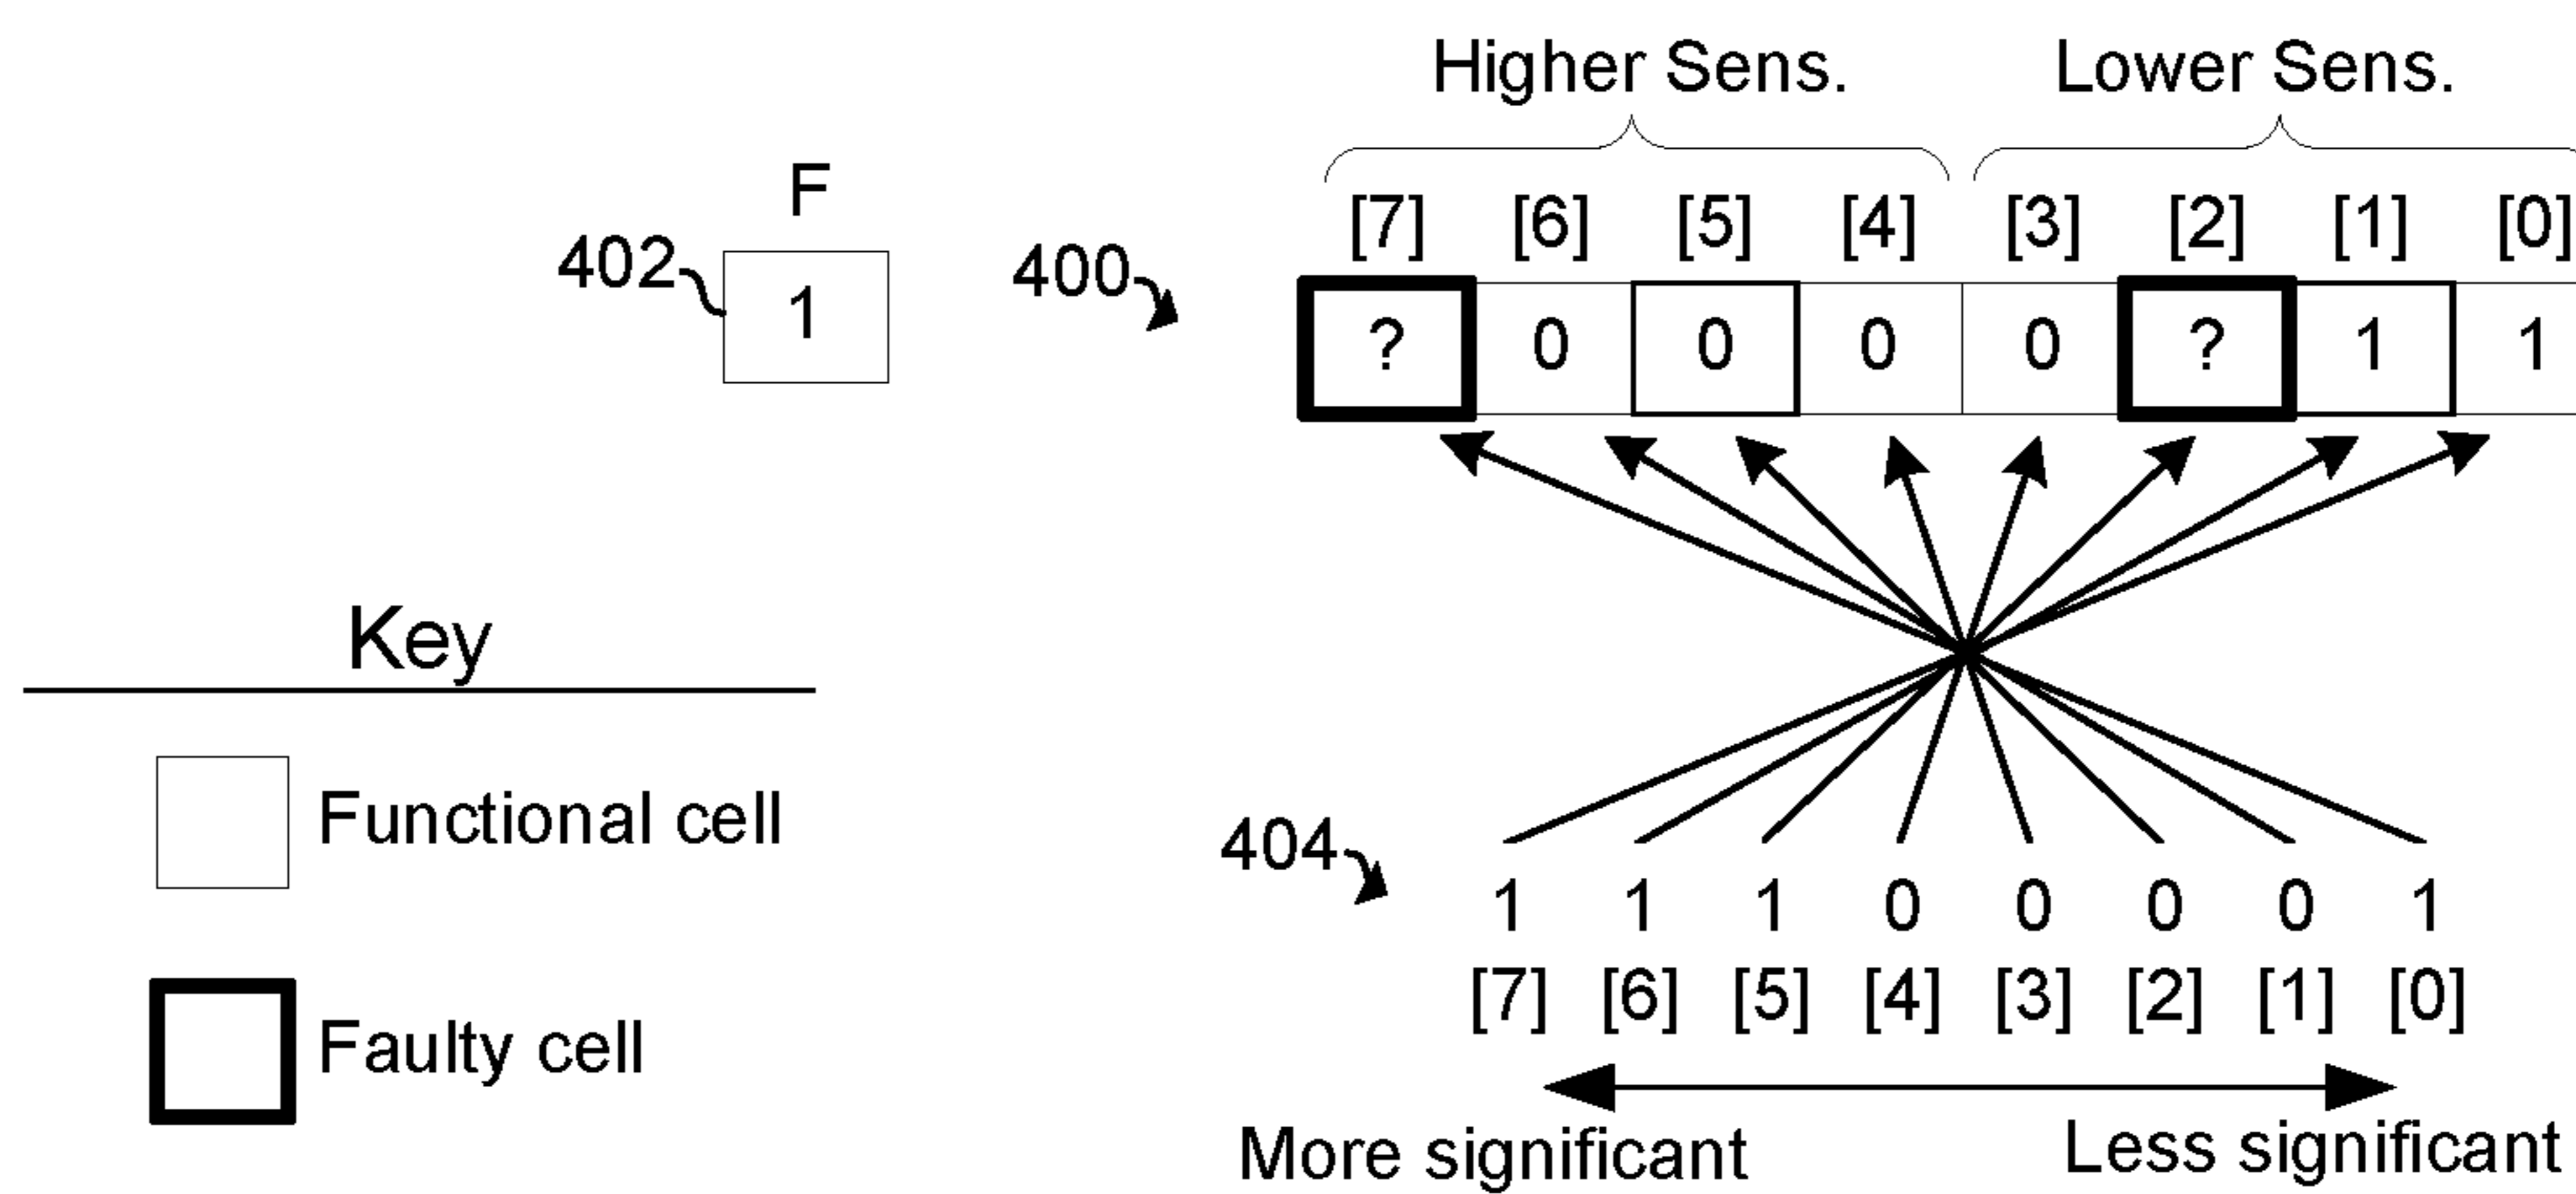 Higher Sens. Lower Sens.
F
[7] [6] [5] [4] [3] [2] [1] [0]
402 1 400 ? 0 0 0 0 ? 1 1
Key
Functional cell
404
1 1 1 0 0 0 0 1
[7] [6] [5] [4] [3] [2] [1] [0]
Faulty cell
More significant Less significant